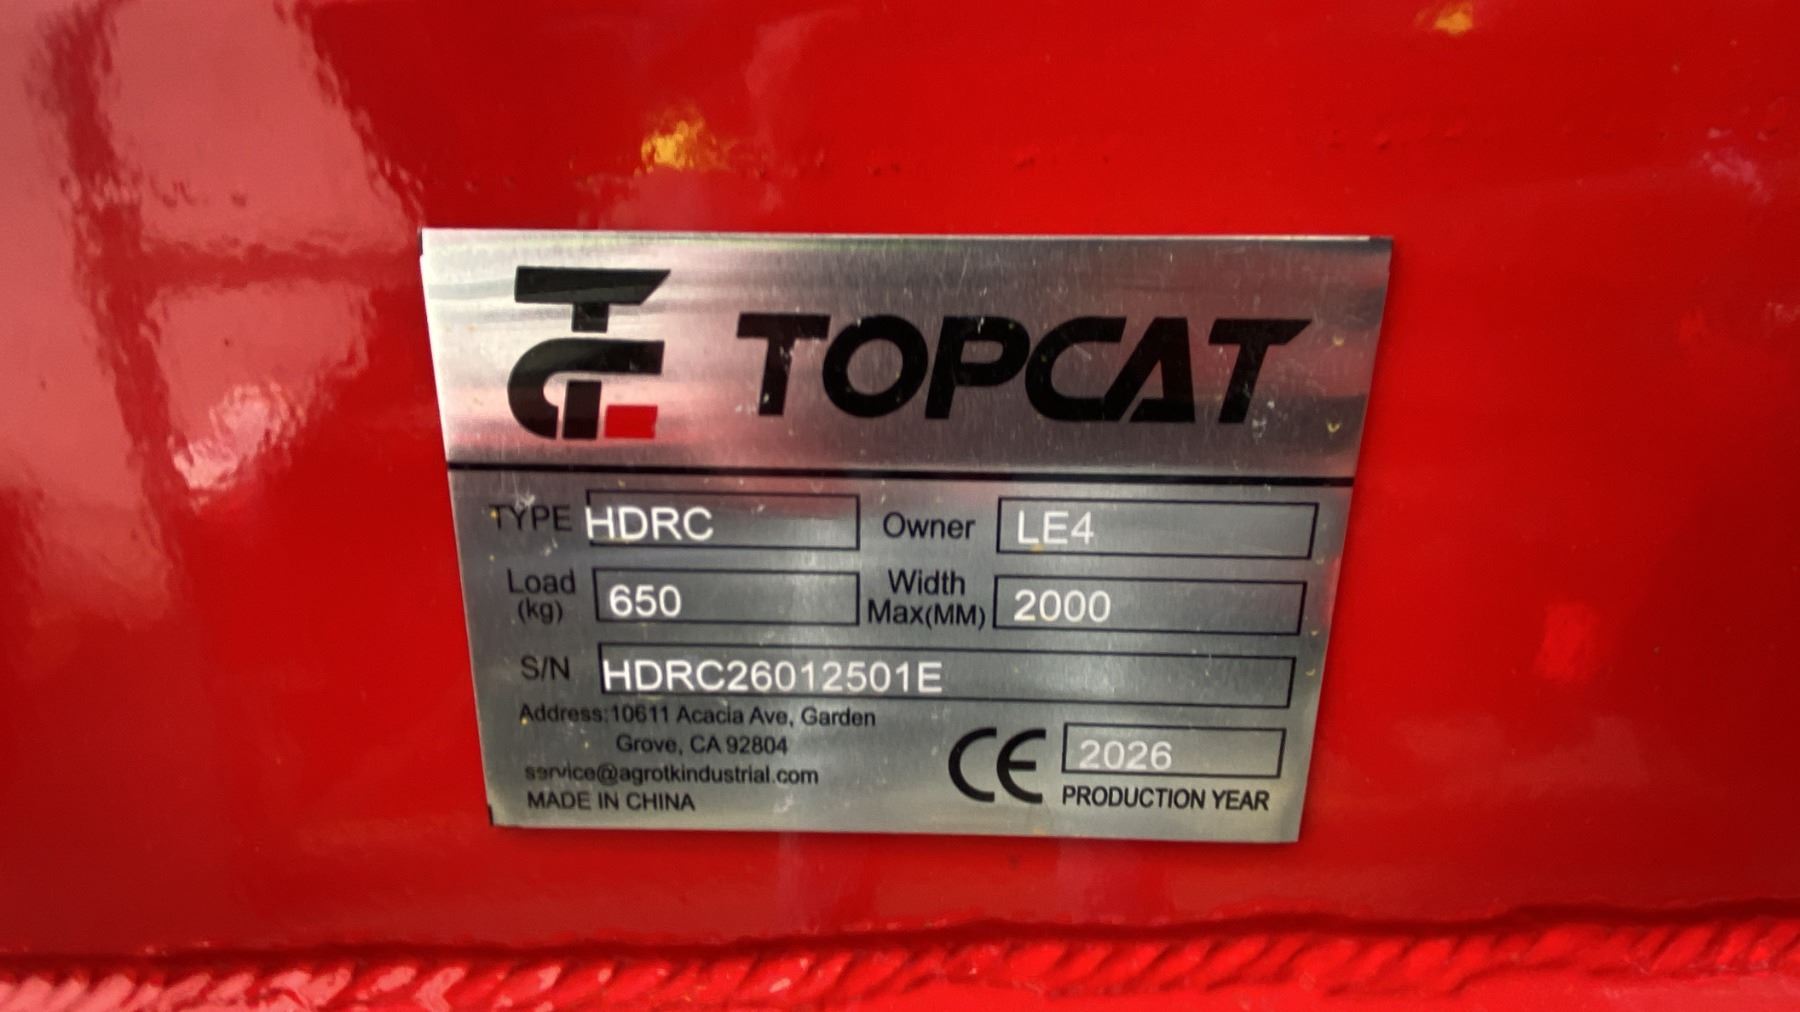 TOPCAT
TYPE HDRC Owner LE4
Load (kg) 650 Width Max(MM) 2000
S/N HDRC26012501E
Address:10611 Acacia Ave, Garden
Grove, CA 92804
service@agrotkindustrial.com
MADE IN CHINA
CE 2026
PRODUCTION YEAR